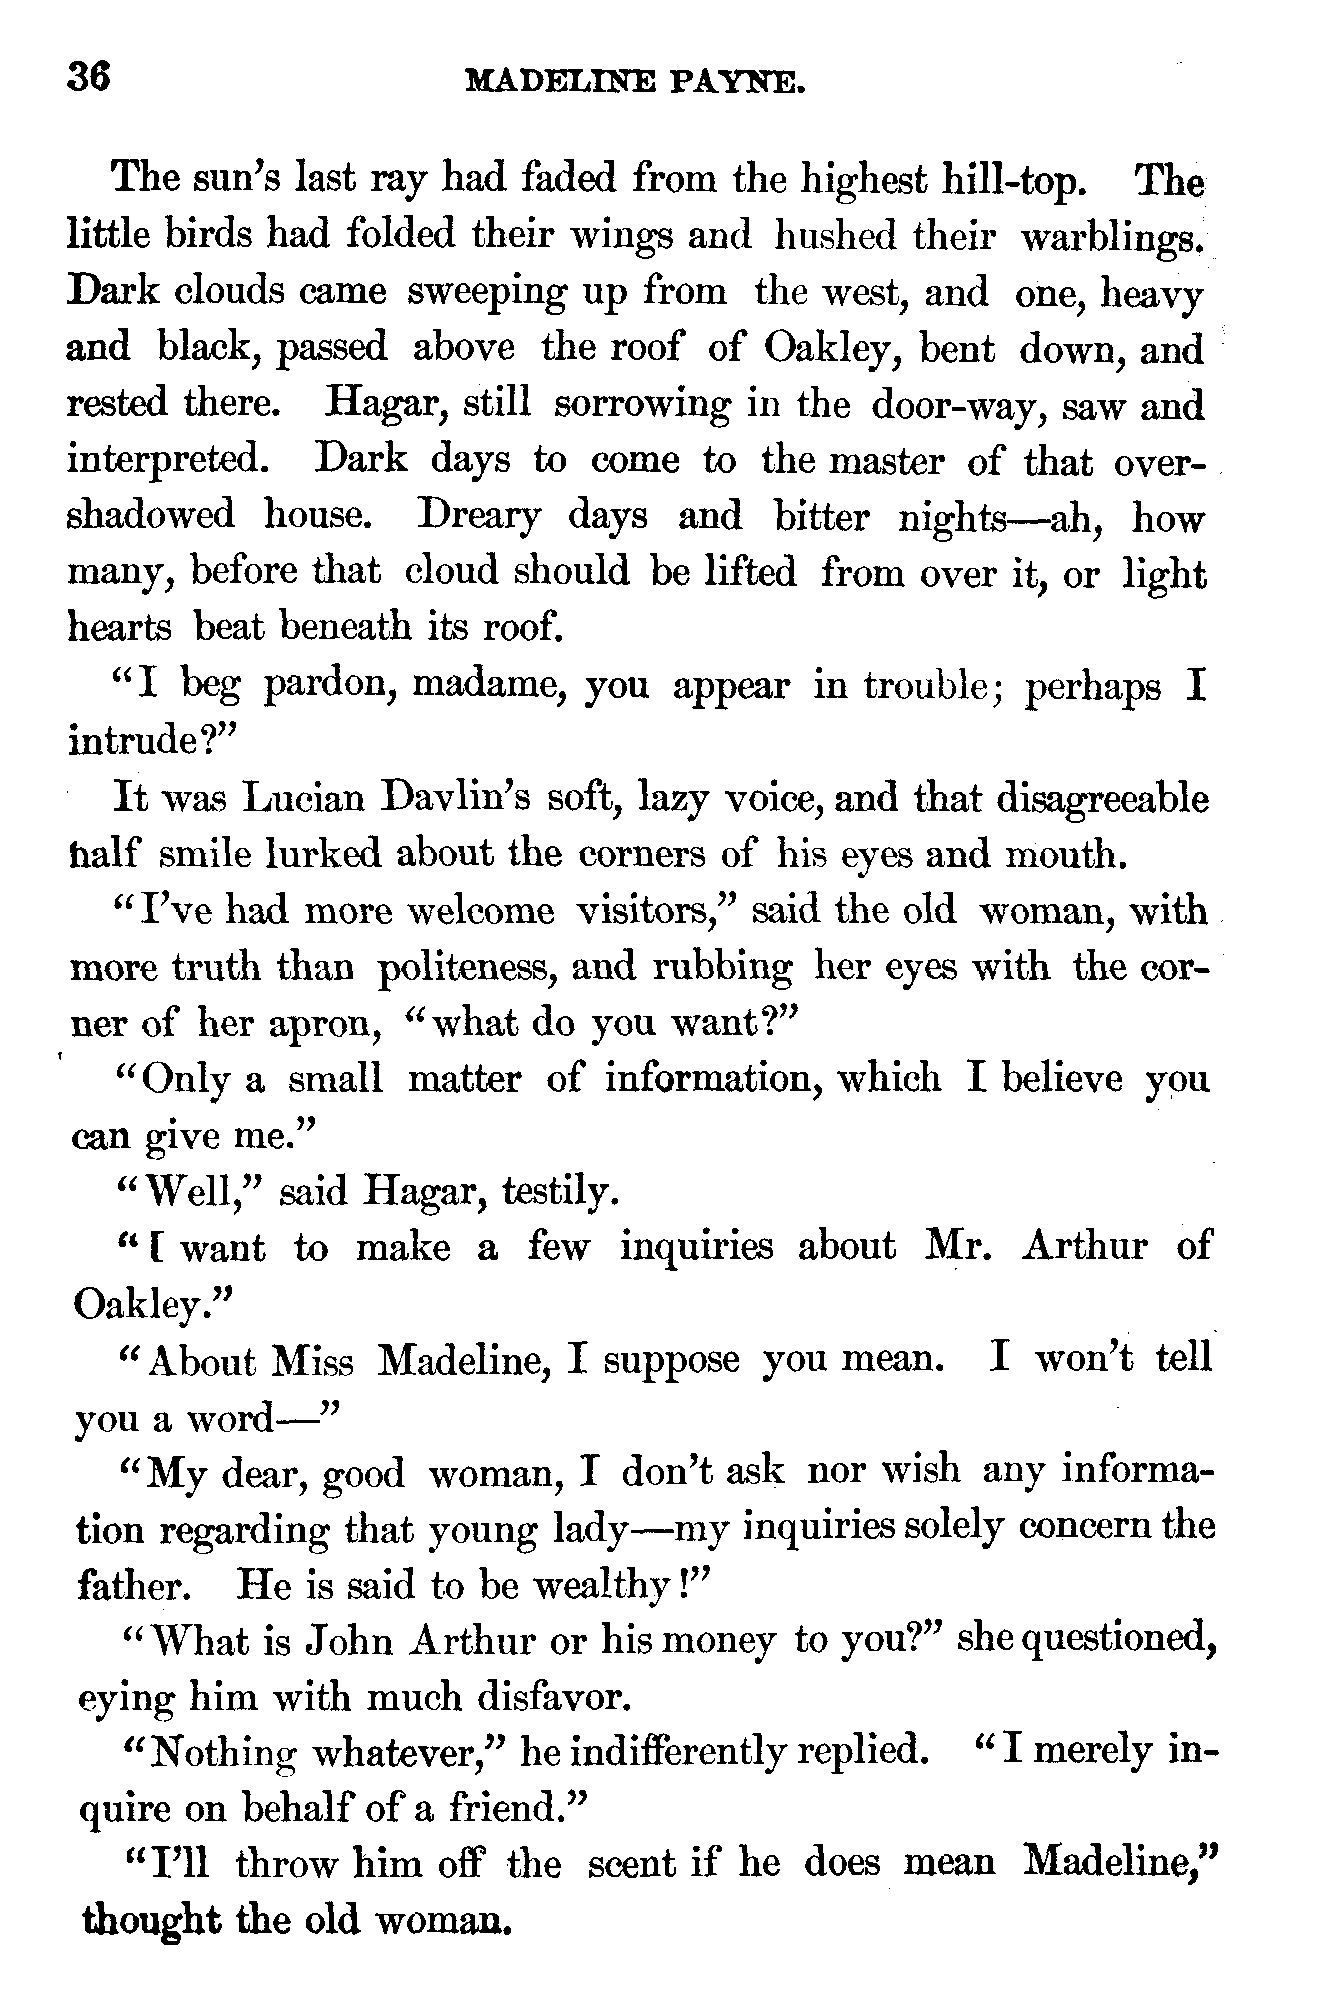 36 MADELINE PAYNE.
The sun's last ray had faded from the highest hill-top. The
little birds had folded their wings and hushed their warblings.
Dark clouds came sweeping up from the west, and one, heavy
and black, passed above the roof of Oakley, bent down, and
rested there. Hagar, still sorrowing in the door-way, saw and
interpreted. Dark days to come to the master of that over-
shadowed house. Dreary days and bitter nights—ah, how
many, before that cloud should be lifted from over it, or light
hearts beat beneath its roof.
"I beg pardon, madame, you appear in trouble; perhaps I
intrude?"
It was Lucian Davlin's soft, lazy voice, and that disagreeable
half smile lurked about the corners of his eyes and mouth.
"I've had more welcome visitors," said the old woman, with
more truth than politeness, and rubbing her eyes with the cor-
ner of her apron, "what do you want?"
"Only a small matter of information, which I believe you
can give me."
"Well," said Hagar, testily.
"I want to make a few inquiries about Mr. Arthur of
Oakley."
"About Miss Madeline, I suppose you mean. I won't tell
you a word—"
"My dear, good woman, I don't ask nor wish any informa-
tion regarding that young lady—my inquiries solely concern the
father. He is said to be wealthy!"
"What is John Arthur or his money to you?" she questioned,
eying him with much disfavor.
"Nothing whatever," he indifferently replied. "I merely in-
quire on behalf of a friend."
"I'll throw him off the scent if he does mean Madeline,"
thought the old woman.